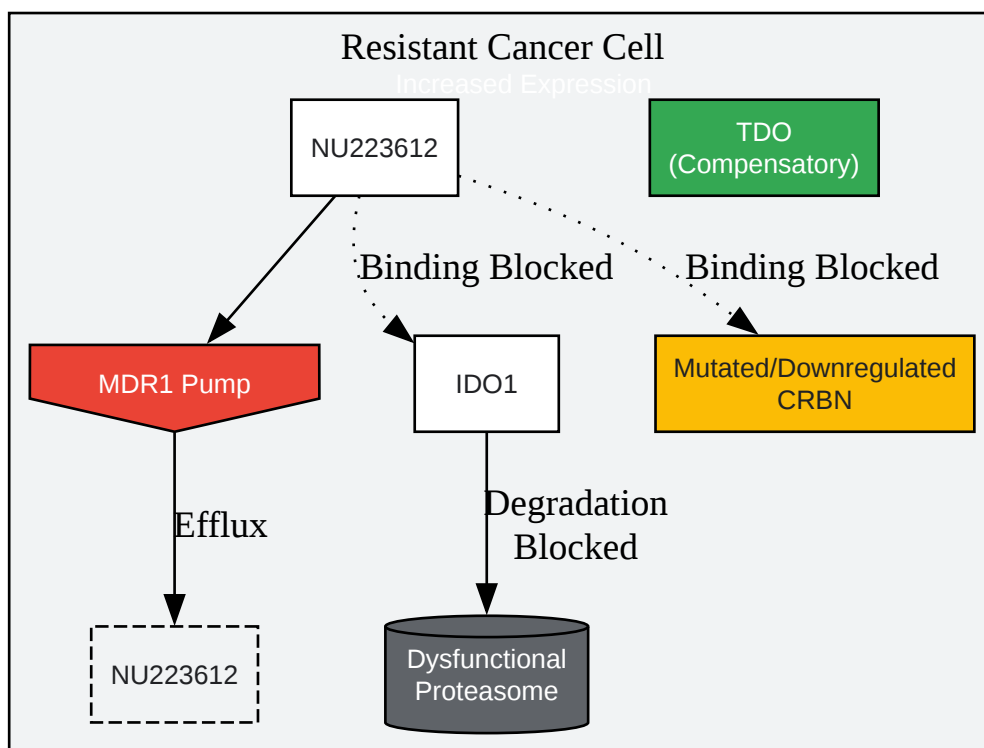 Resistant Cancer Cell
Increased Expression
NU223612
TDO
(Compensatory)
Binding Blocked
Binding Blocked
MDR1 Pump
IDO1
Mutated/Downregulated
CRBN
Efflux
Degradation
Blocked
NU223612
Dysfunctional
Proteasome